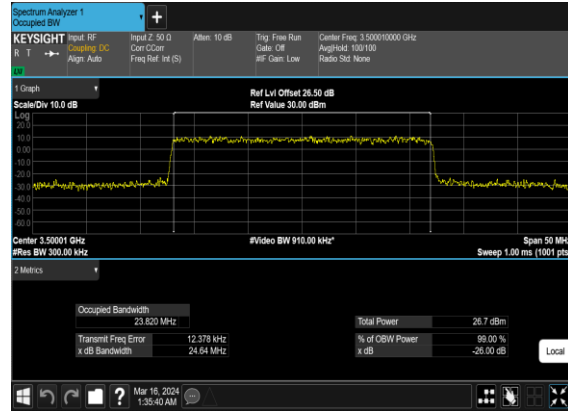 Spectrum Analyzer 1
Occupied BW
+
KEYSIGHT Input: RF Input Z: 50 Ω Atten: 10 dB Trig: Free Run Center Freq: 3.500010000 GHz
R T Coupling: DC Corr CCorr Gate: Off Avg|Hold: 100/100
Align: Auto Freq Ref: Int (S) #IF Gain: Low Radio Std: None
LXI
1 Graph
Ref Lvl Offset 26.50 dB
Scale/Div 10.0 dB Ref Value 30.00 dBm
Log
20.0
10.0
0.00
-10.0
-20.0
-30.0
-40.0
-50.0
-60.0
Center 3.50001 GHz #Video BW 910.00 kHz* Span 50 MHz
#Res BW 300.00 kHz Sweep 1.00 ms (1001 pts
2 Metrics
Occupied Bandwidth
23.820 MHz Total Power 26.7 dBm
Transmit Freq Error 12.378 kHz % of OBW Power 99.00 %
x dB Bandwidth 24.64 MHz x dB -26.00 dB
Local
? Mar 16, 2024
1:35:40 AM